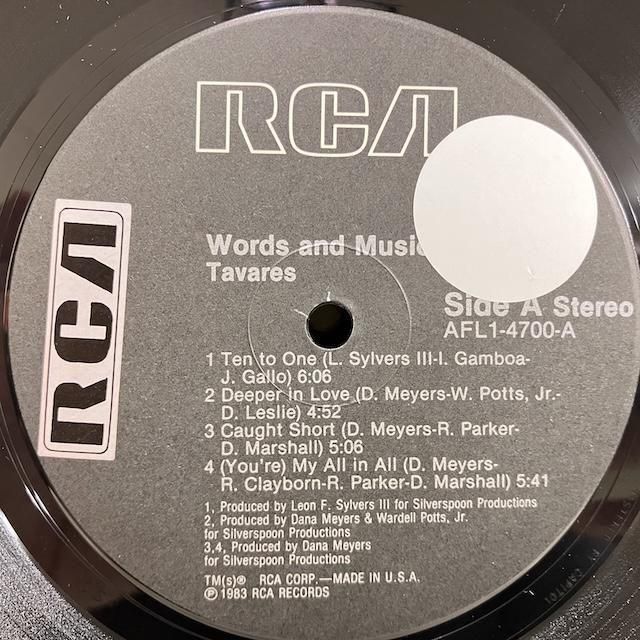 RCA
Words and Music
Tavares
Side A Stereo
AFL1-4700-A
RCA
1 Ten to One (L. Sylvers III-I. Gamboa-
J. Gallo) 6:06
2 Deeper in Love (D. Meyers-W. Potts, Jr.-
D. Leslie) 4:52
3 Caught Short (D. Meyers-R. Parker-
D. Marshall) 5:06
4 (You're) My All in All (D. Meyers-
R. Clayborn-R. Parker-D. Marshall) 5:41
1, Produced by Leon F. Sylvers III for Silverspoon Productions
2, Produced by Dana Meyers & Wardell Potts, Jr.
for Silverspoon Productions
3,4, Produced by Dana Meyers
for Silverspoon Productions
TM(s)® RCA CORP.—MADE IN U.S.A.
℗ 1983 RCA RECORDS